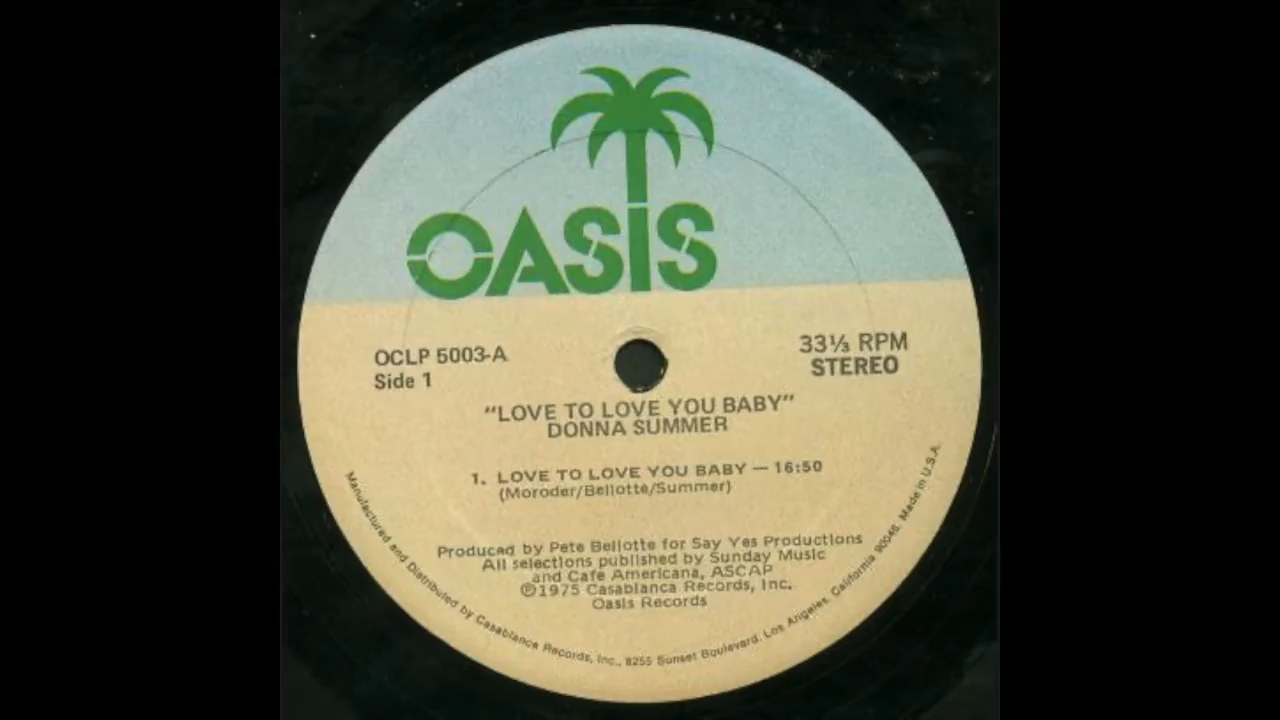 OASIS
OCLP 5003-A
Side 1
33⅓ RPM
STEREO
"LOVE TO LOVE YOU BABY"
DONNA SUMMER
1. LOVE TO LOVE YOU BABY — 16:50
(Moroder/Bellotte/Summer)
Produced by Pete Bellotte for Say Yes Productions
All selections published by Sunday Music
and Cafe Americana, ASCAP
℗1975 Casablanca Records, Inc.
Oasis Records
Manufactured and Distributed by Casablanca Records, Inc., 8255 Sunset Boulevard, Los Angeles, California 90046. Made in U.S.A.